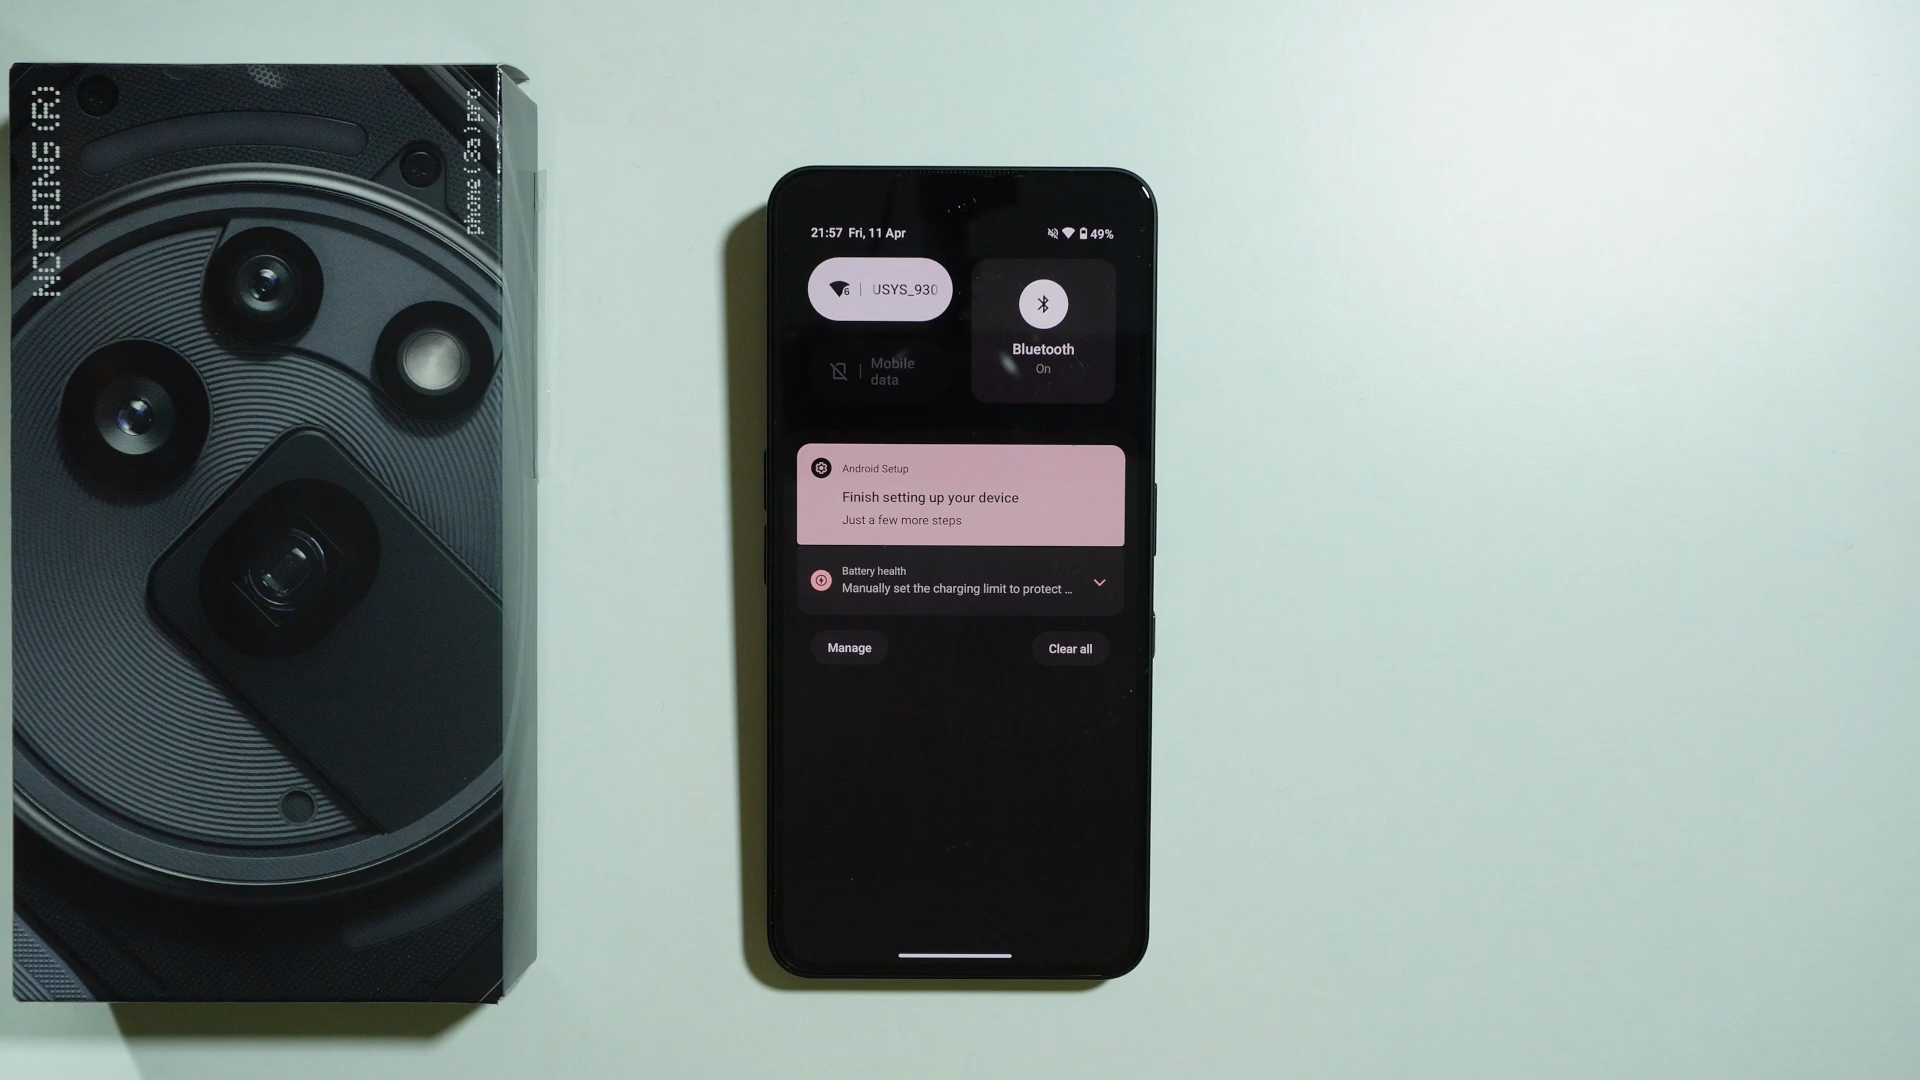 NOTHING (R)
phone (3a) pro
21:57 Fri, 11 Apr
49%
6 USYS_930
Bluetooth
On
Mobile
data
Android Setup
Finish setting up your device
Just a few more steps
Battery health
Manually set the charging limit to protect ...
Manage
Clear all